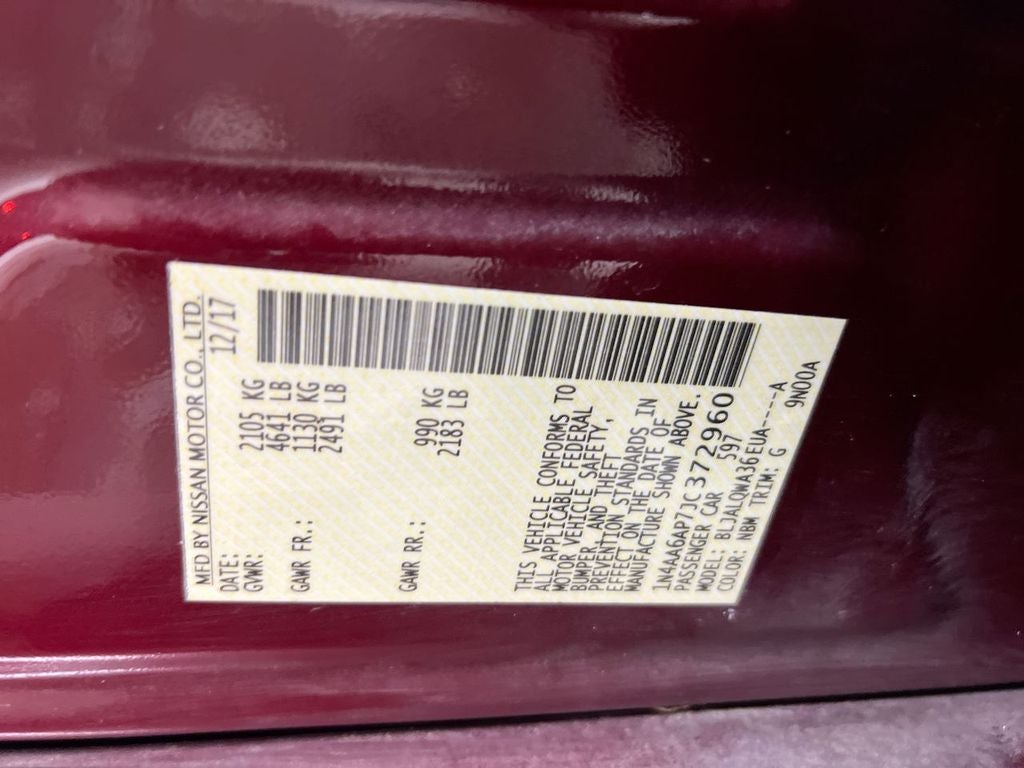 MFD BY NISSAN MOTOR CO., LTD.
DATE: 12/17
GVWR: 2105 KG
4641 LB
GAWR FR.: 1130 KG
2491 LB
GAWR RR.: 990 KG
2183 LB
THIS VEHICLE CONFORMS TO
ALL APPLICABLE FEDERAL
MOTOR VEHICLE SAFETY,
BUMPER, AND THEFT
PREVENTION STANDARDS IN
EFFECT ON THE DATE OF
MANUFACTURE SHOWN ABOVE.
1N4AA6AP7JC372960
PASSENGER CAR 597
MODEL: BLJALQWA36EUA----A
COLOR: NBM TRIM: G 9N00A